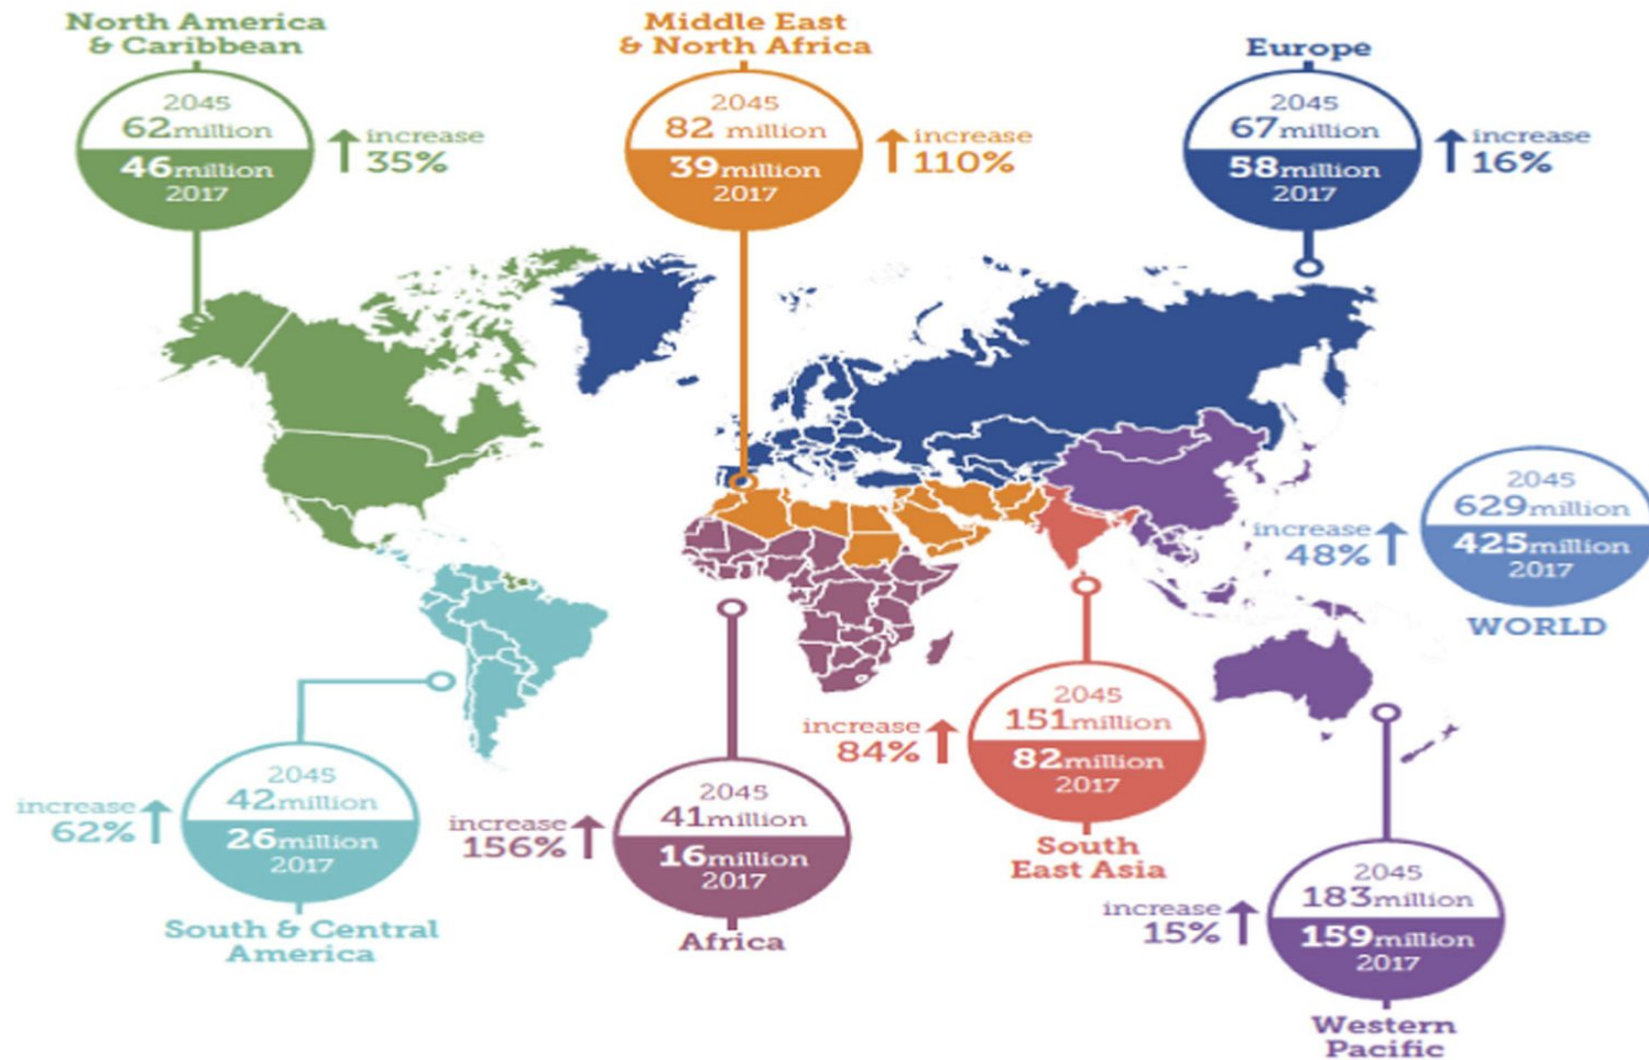 North America
& Caribbean
2045
62million
46million
2017
increase
35%
Middle East
& North Africa
2045
82 million
39million
2017
increase
110%
Europe
2045
67million
58million
2017
increase
16%
2045
629million
425million
2017
WORLD
increase
48%
2045
42million
26million
2017
increase
62%
South & Central
America
2045
41million
16million
2017
increase
156%
Africa
2045
151million
82million
2017
increase
84%
South
East Asia
2045
183million
159million
2017
increase
15%
Western
Pacific